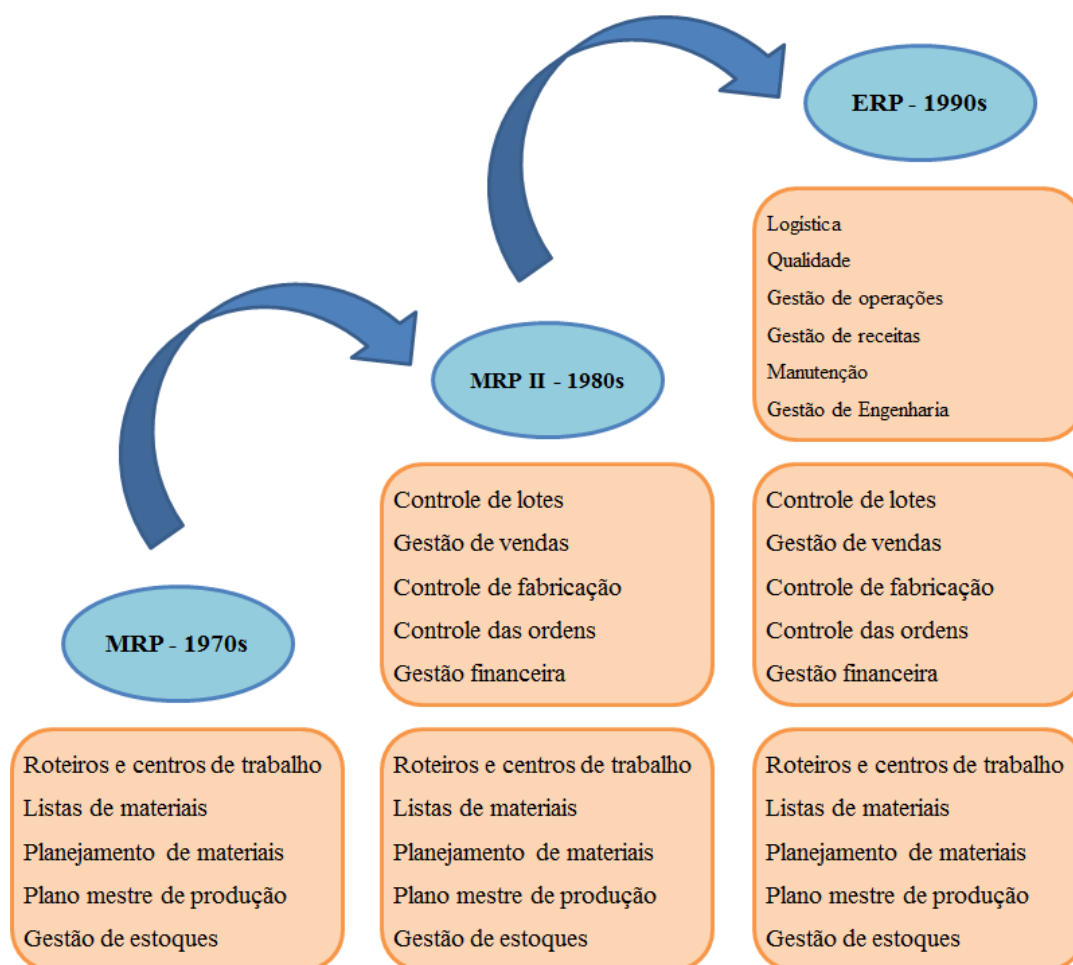 ERP - 1990s
Logística
Qualidade
Gestão de operações
Gestão de receitas
Manutenção
Gestão de Engenharia
MRP II - 1980s
Controle de lotes
Gestão de vendas
Controle de fabricação
Controle das ordens
Gestão financeira
Controle de lotes
Gestão de vendas
Controle de fabricação
Controle das ordens
Gestão financeira
MRP - 1970s
Roteiros e centros de trabalho
Listas de materiais
Planejamento de materiais
Plano mestre de produção
Gestão de estoques
Roteiros e centros de trabalho
Listas de materiais
Planejamento de materiais
Plano mestre de produção
Gestão de estoques
Roteiros e centros de trabalho
Listas de materiais
Planejamento de materiais
Plano mestre de produção
Gestão de estoques